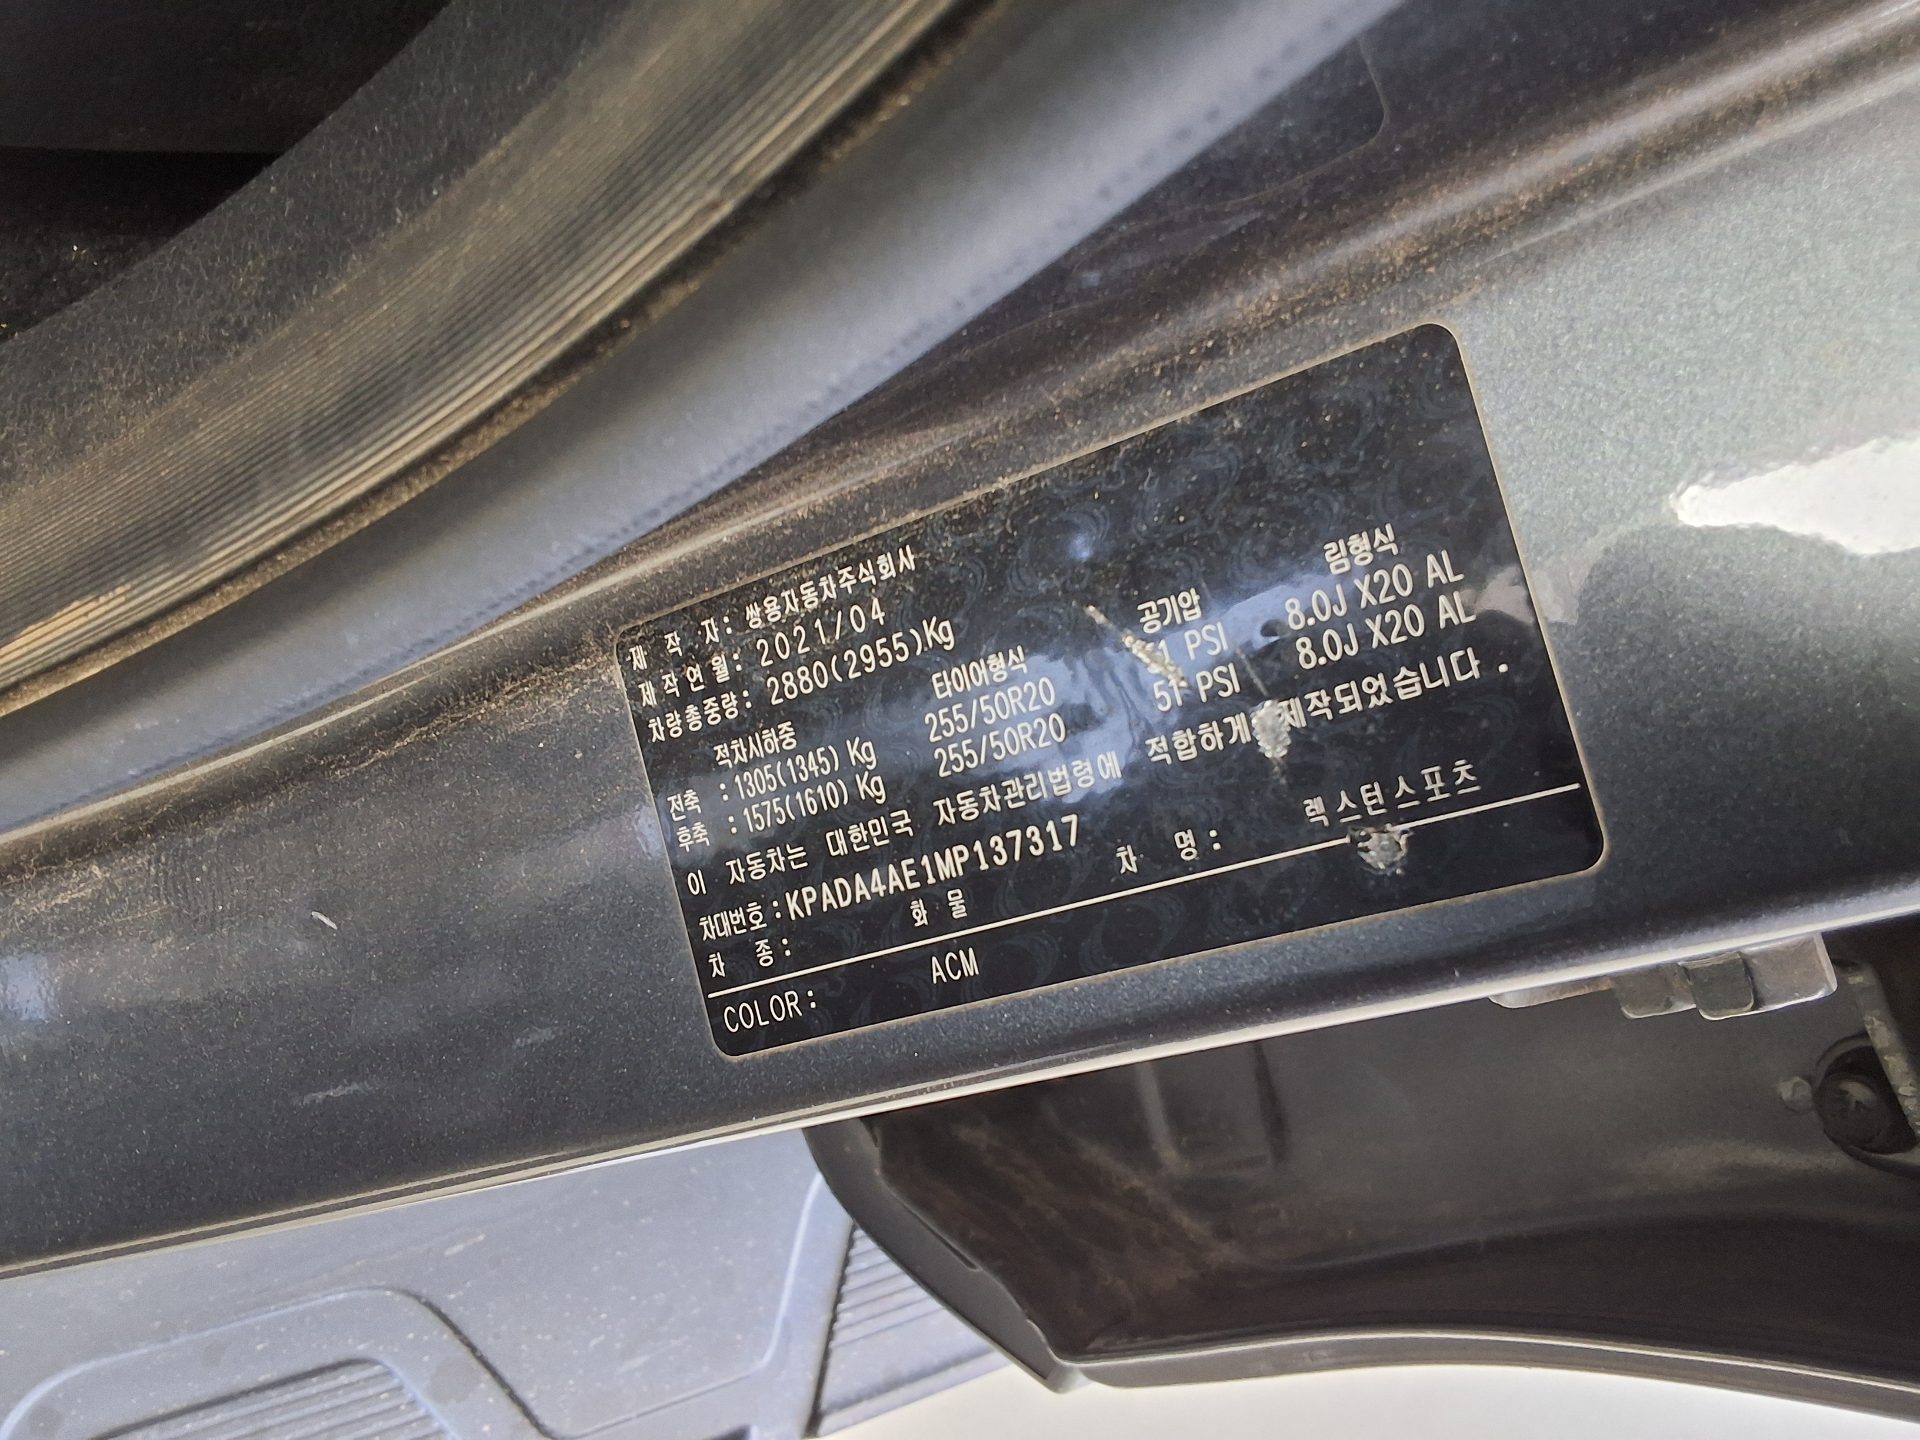 제 작 자: 쌍용자동차주식회사
제작연월: 2021/04
차량총중량: 2880(2955)Kg
적차시하중 타이어형식 공기압 림형식
전축 :1305(1345) Kg 255/50R20 PSI 8.0J X20 AL
후축 :1575(1610) Kg 255/50R20 51 PSI 8.0J X20 AL
이 자동차는 대한민국 자동차관리법령에 적합하게 제작되었습니다.
차대번호:KPADA4AE1MP137317
차 종: 화 물 차 명: 렉스턴스포츠
COLOR: ACM